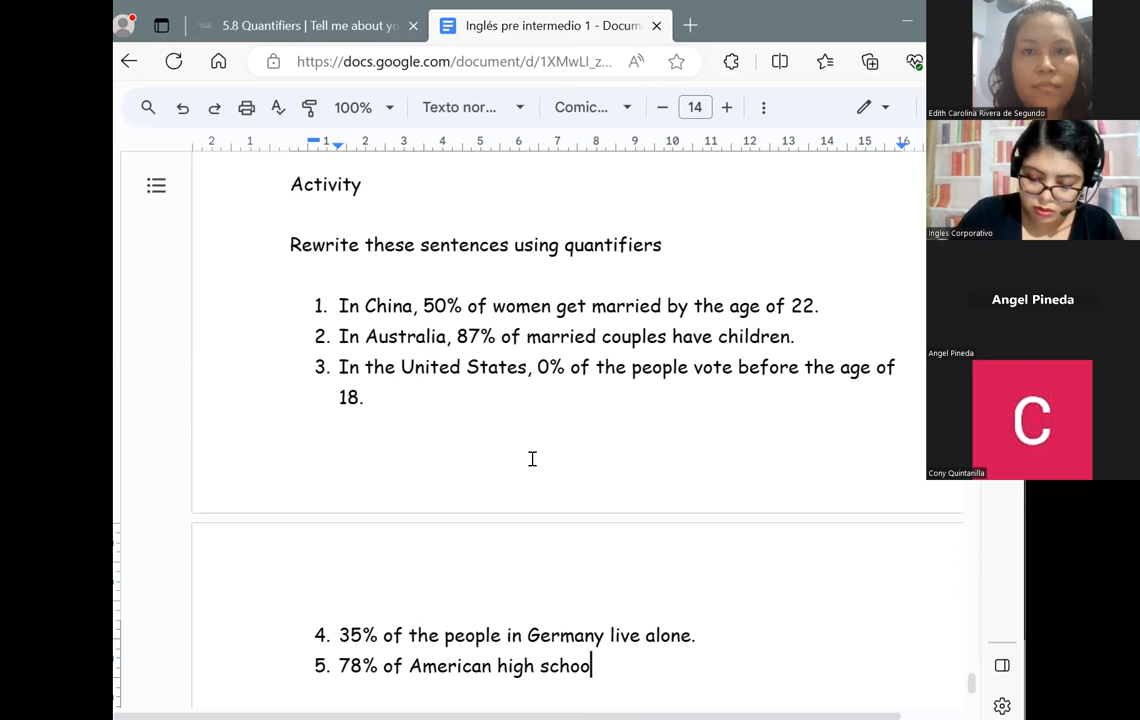 5.8 Quantifiers | Tell me about yo
Inglés pre intermedio 1 - Docum
https://docs.google.com/document/d/1XMwLI_z...
100%
Texto nor...
Comic...
14
2 1 1 2 3 4 5 6 7 8 9 10 11 12 13 14 15 16
Activity
Rewrite these sentences using quantifiers
1. In China, 50% of women get married by the age of 22.
2. In Australia, 87% of married couples have children.
3. In the United States, 0% of the people vote before the age of
18.
4. 35% of the people in Germany live alone.
5. 78% of American high schoo
Edith Carolina Rivera de Segundo
Ingles Corporativo
Angel Pineda
Angel Pineda
C
Cony Quintanilla